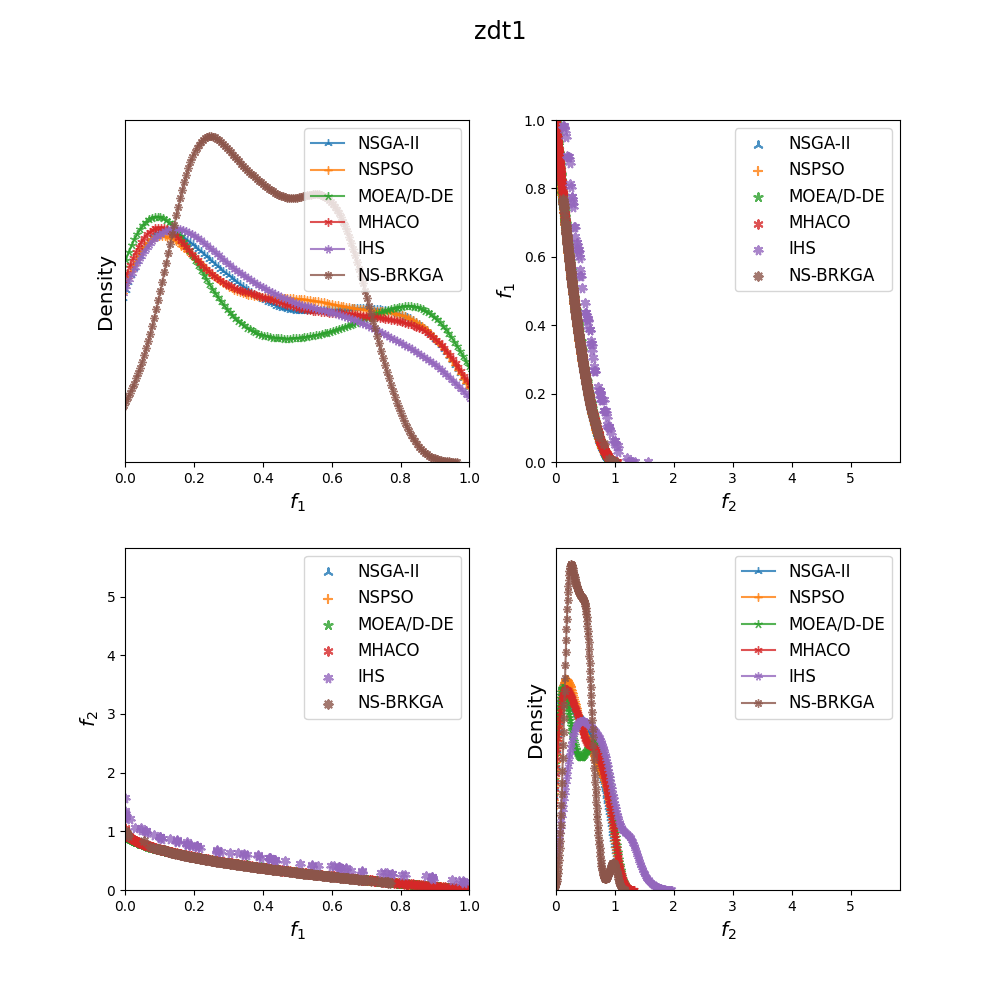 zdt1
Density
NSGA-II
NSPSO
MOEA/D-DE
MHACO
IHS
NS-BRKGA
0.0 0.2 0.4 0.6 0.8 1.0
f1
f1
1.0
0.8
0.6
0.4
0.2
0.0
NSGA-II
NSPSO
MOEA/D-DE
MHACO
IHS
NS-BRKGA
0 1 2 3 4 5
f2
f2
5
4
3
2
1
0
NSGA-II
NSPSO
MOEA/D-DE
MHACO
IHS
NS-BRKGA
0.0 0.2 0.4 0.6 0.8 1.0
f1
Density
NSGA-II
NSPSO
MOEA/D-DE
MHACO
IHS
NS-BRKGA
0 1 2 3 4 5
f2